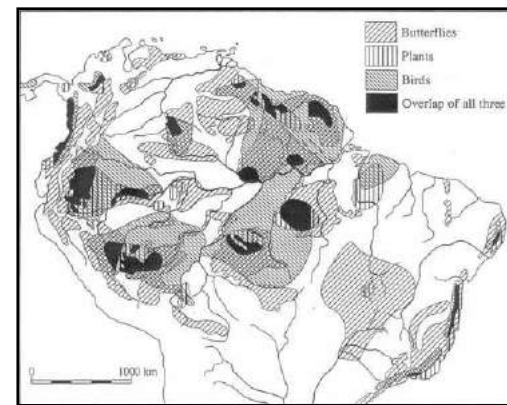 Butterflies
Plants
Birds
Overlap of all three
0
1000 km